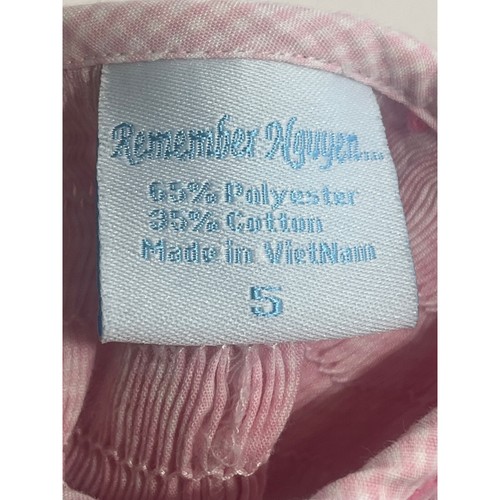 Remember Nguyen...
65% Polyester
35% Cotton
Made in VietNam
5